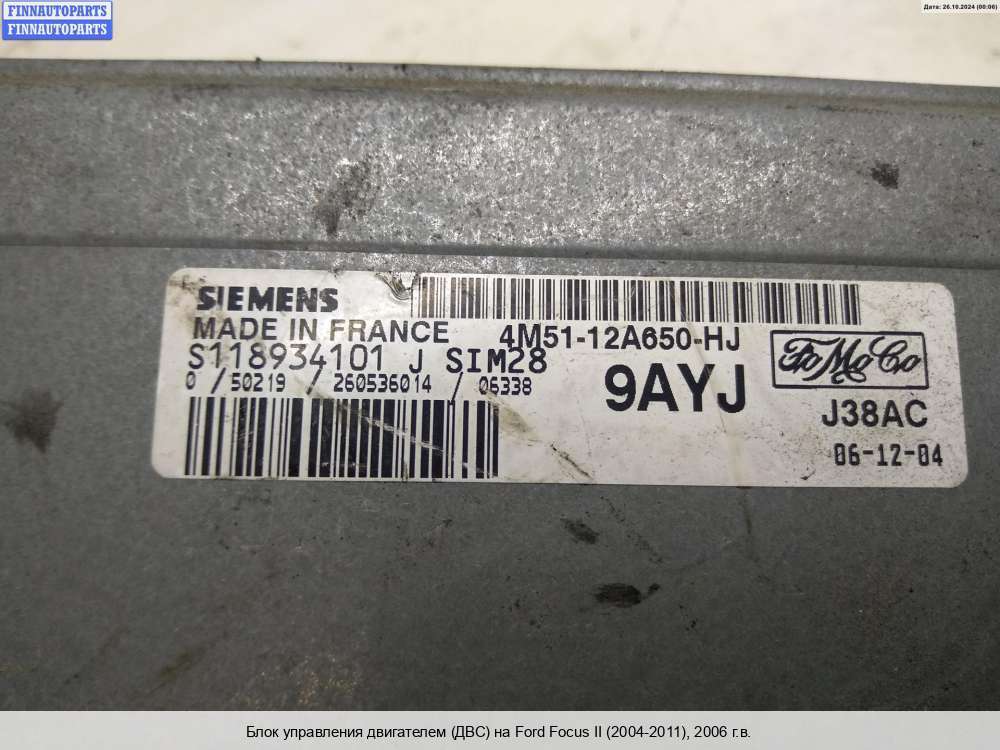 FINNAUTOPARTS
FINNAUTOPARTS
Дата: 26.10.2024 (00:06)
SIEMENS
MADE IN FRANCE
4M51-12A650-HJ
S118934101 J SIM28
0 / 50219 / 260536014 / 06338
9AYJ
FoMoCo
J38AC
06-12-04
Блок управления двигателем (ДВС) на Ford Focus II (2004-2011), 2006 г.в.